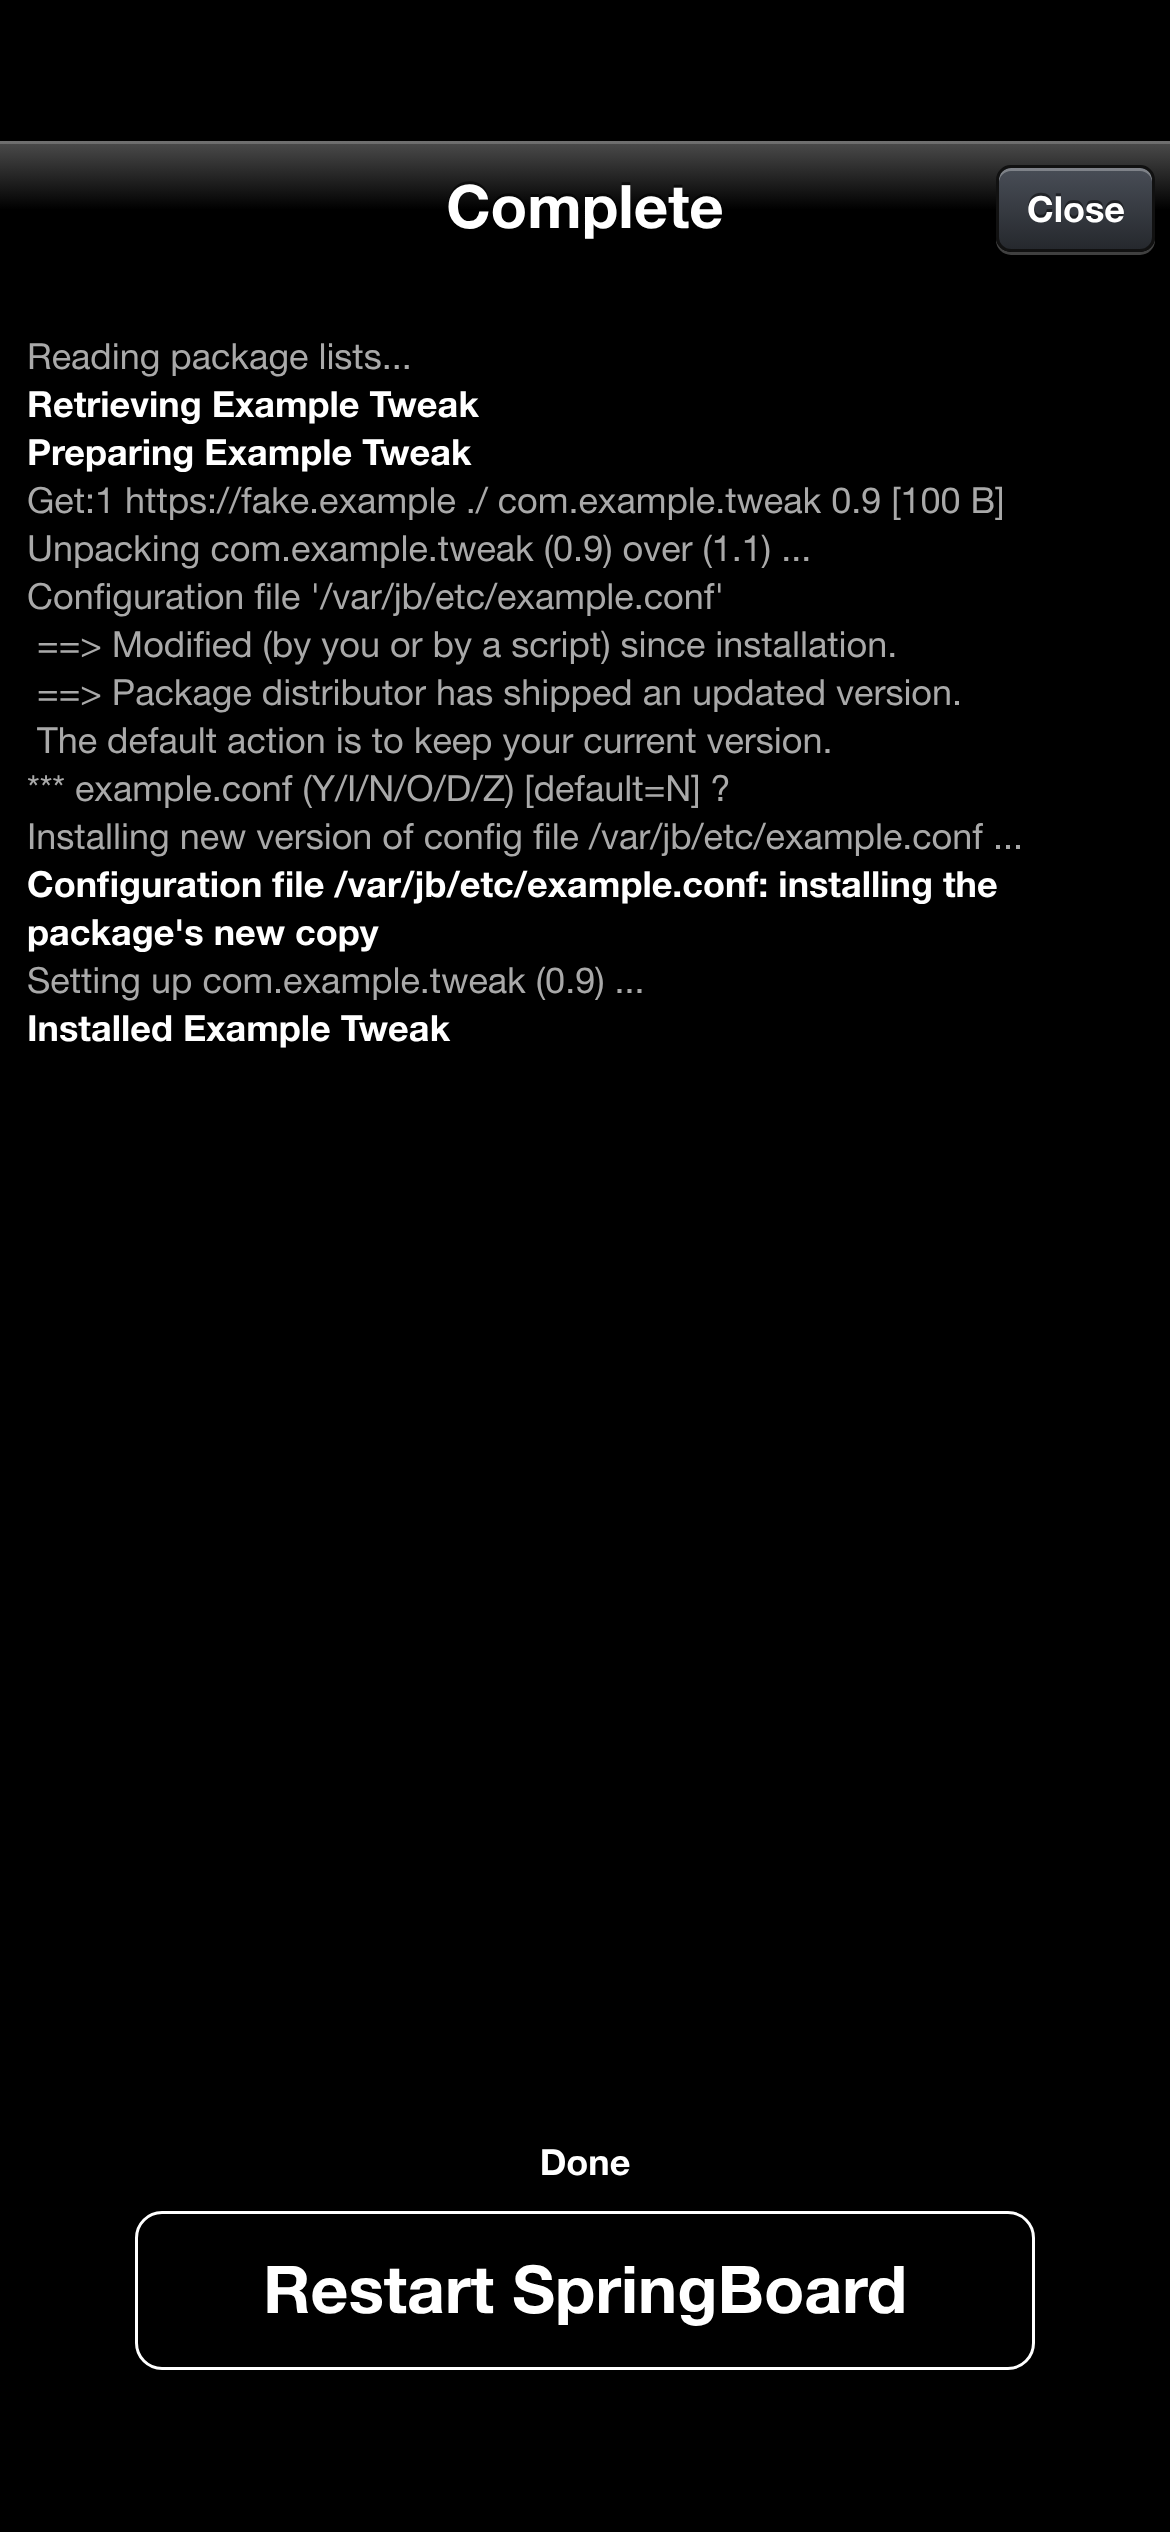 Complete
Close
Reading package lists...
Retrieving Example Tweak
Preparing Example Tweak
Get:1 https://fake.example ./ com.example.tweak 0.9 [100 B]
Unpacking com.example.tweak (0.9) over (1.1) ...
Configuration file '/var/jb/etc/example.conf'
==> Modified (by you or by a script) since installation.
==> Package distributor has shipped an updated version.
The default action is to keep your current version.
*** example.conf (Y/I/N/O/D/Z) [default=N] ?
Installing new version of config file /var/jb/etc/example.conf ...
Configuration file /var/jb/etc/example.conf: installing the
package's new copy
Setting up com.example.tweak (0.9) ...
Installed Example Tweak
Done
Restart SpringBoard